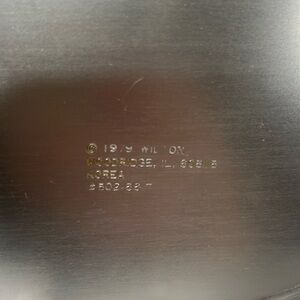 © 1979 WILTON
WOODRIDGE, IL. 60515
KOREA